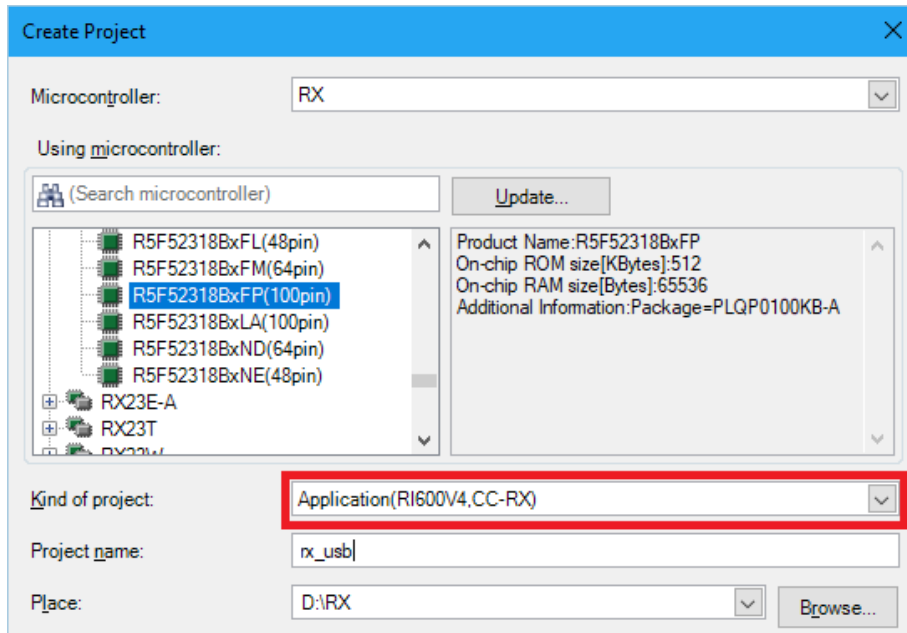 Create Project
Microcontroller: RX
Using microcontroller:
(Search microcontroller) Update...
R5F52318BxFL(48pin)
R5F52318BxFM(64pin)
R5F52318BxFP(100pin)
R5F52318BxLA(100pin)
R5F52318BxND(64pin)
R5F52318BxNE(48pin)
RX23E-A
RX23T
Product Name:R5F52318BxFP
On-chip ROM size[KBytes]:512
On-chip RAM size[Bytes]:65536
Additional Information:Package=PLQP0100KB-A
Kind of project: Application(RI600V4,CC-RX)
Project name: rx_usb
Place: D:\RX Browse...